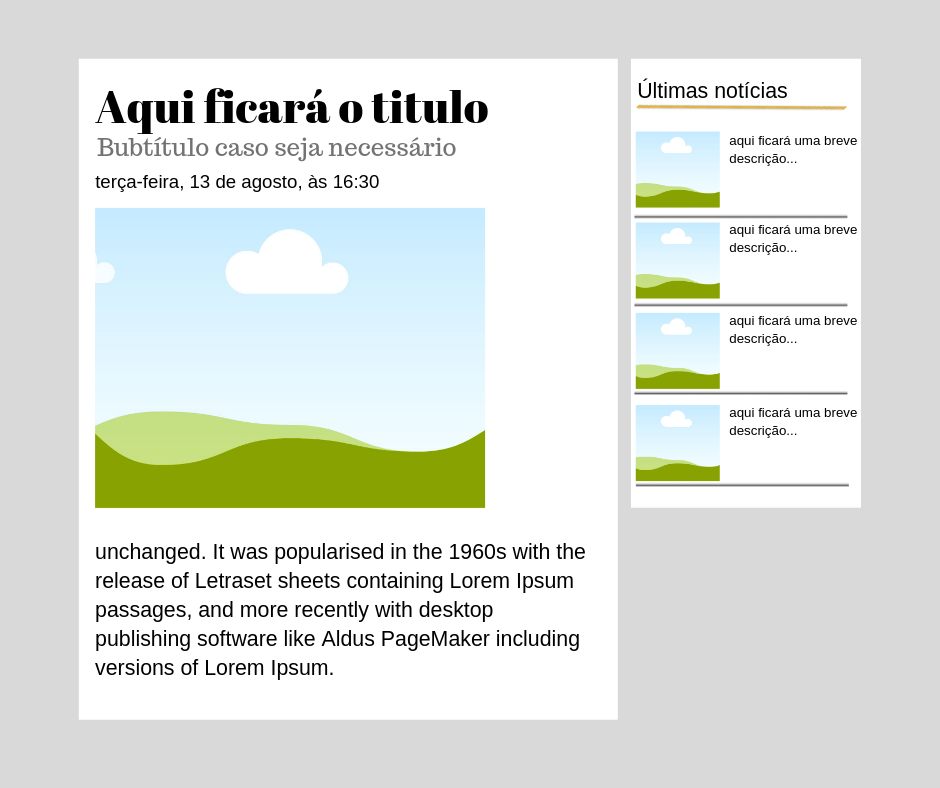 Aqui ficará o titulo
Bubtítulo caso seja necessário
terça-feira, 13 de agosto, às 16:30
unchanged. It was popularised in the 1960s with the
release of Letraset sheets containing Lorem Ipsum
passages, and more recently with desktop
publishing software like Aldus PageMaker including
versions of Lorem Ipsum.
Últimas notícias
aqui ficará uma breve
descrição...
aqui ficará uma breve
descrição...
aqui ficará uma breve
descrição...
aqui ficará uma breve
descrição...